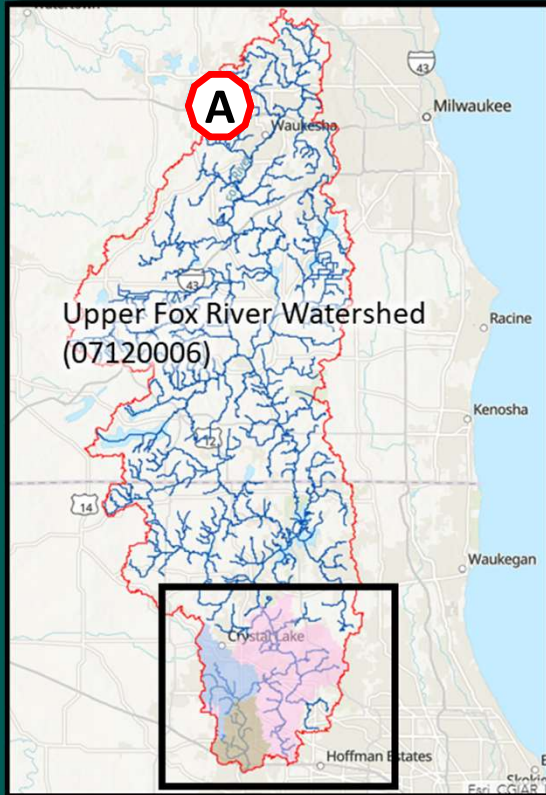 Watertown
43
Milwaukee
A
Waukesha
43
Upper Fox River Watershed
(07120006)
Racine
Kenosha
12
14
Waukegan
Crystal Lake
Hoffman Estates
Esri, CGIAR